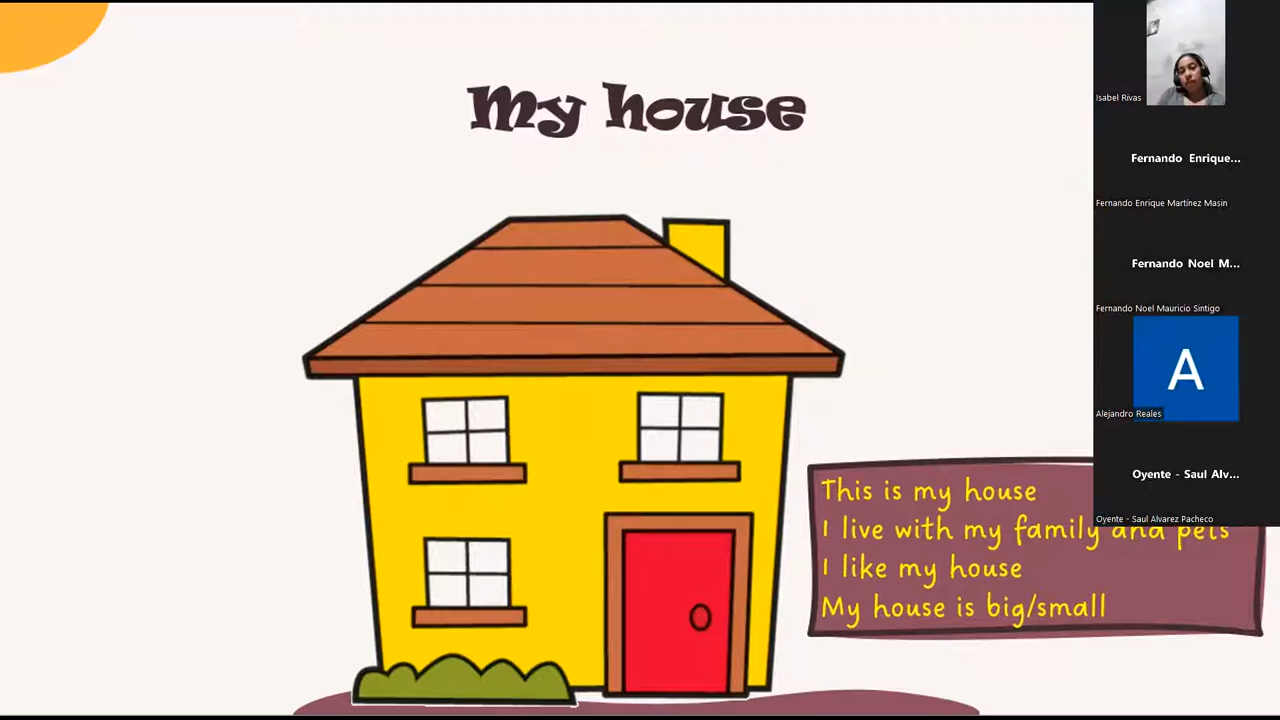 My house
This is my house
I live with my family and pets
I like my house
My house is big/small
Isabel Rivas
Fernando Enrique...
Fernando Enrique Martínez Masin
Fernando Noel M...
Fernando Noel Mauricio Sintigo
A
Alejandro Reales
Oyente - Saul Alv...
Oyente - Saul Alvarez Pacheco